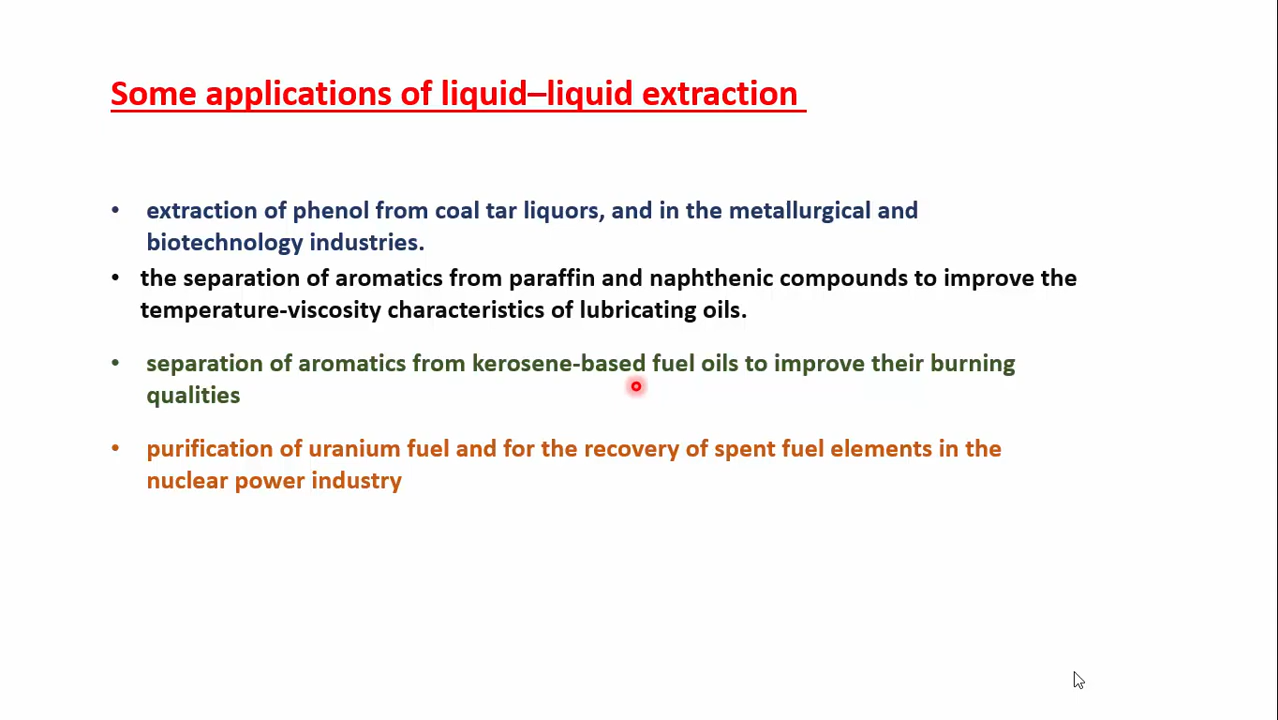 Some applications of liquid–liquid extraction
• extraction of phenol from coal tar liquors, and in the metallurgical and
biotechnology industries.
• the separation of aromatics from paraffin and naphthenic compounds to improve the
temperature-viscosity characteristics of lubricating oils.
• separation of aromatics from kerosene-based fuel oils to improve their burning
qualities
• purification of uranium fuel and for the recovery of spent fuel elements in the
nuclear power industry